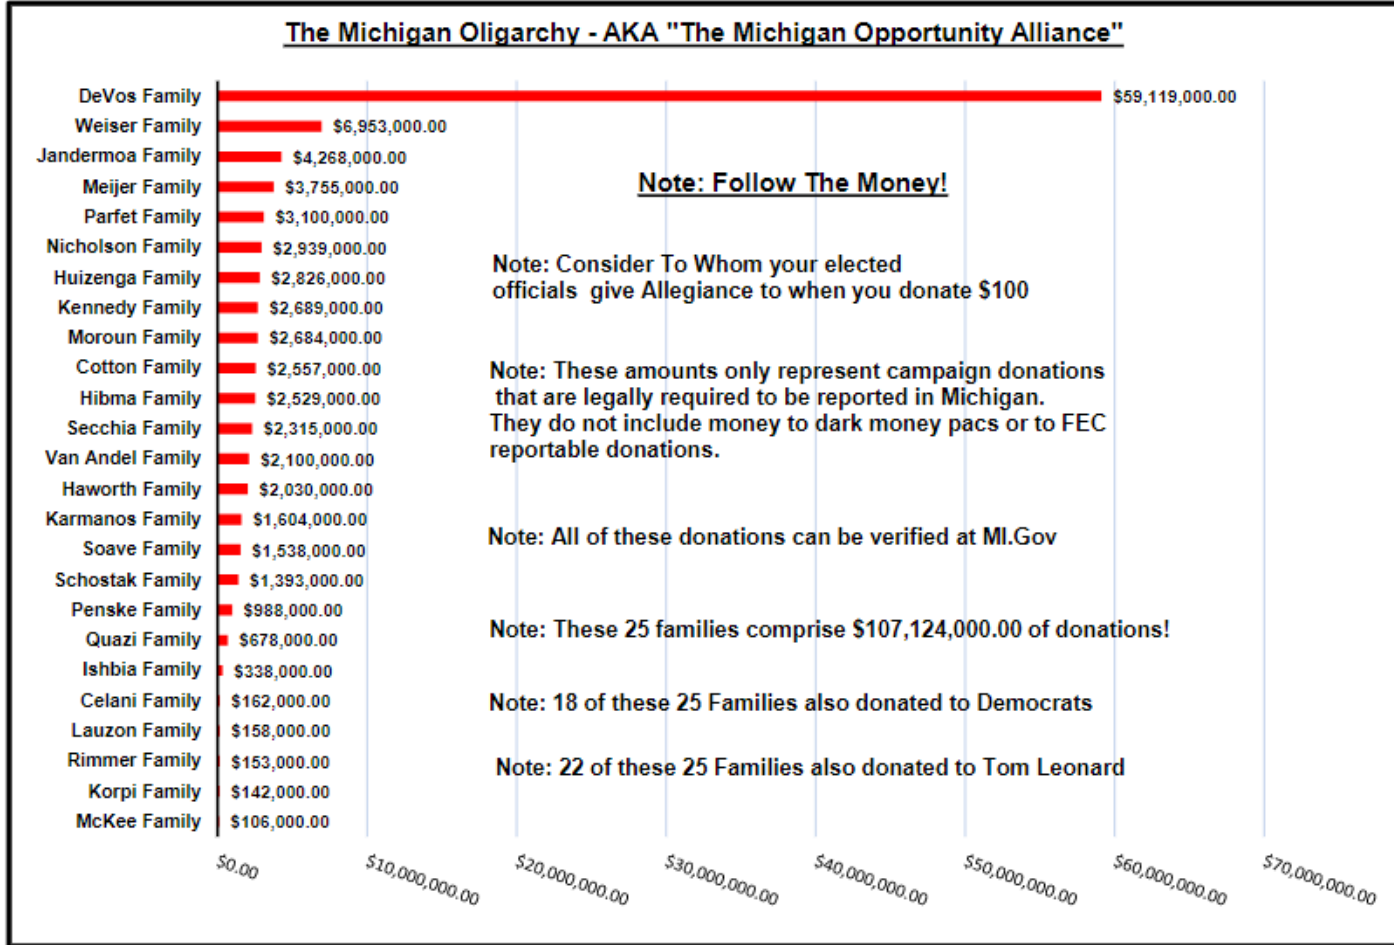 The Michigan Oligarchy - AKA "The Michigan Opportunity Alliance"
DeVos Family $59,119,000.00
Weiser Family $6,953,000.00
Jandermoa Family $4,268,000.00
Meijer Family $3,755,000.00
Parfet Family $3,100,000.00
Nicholson Family $2,939,000.00
Huizenga Family $2,826,000.00
Kennedy Family $2,689,000.00
Moroun Family $2,684,000.00
Cotton Family $2,557,000.00
Hibma Family $2,529,000.00
Secchia Family $2,315,000.00
Van Andel Family $2,100,000.00
Haworth Family $2,030,000.00
Karmanos Family $1,604,000.00
Soave Family $1,538,000.00
Schostak Family $1,393,000.00
Penske Family $988,000.00
Quazi Family $678,000.00
Ishbia Family $338,000.00
Celani Family $162,000.00
Lauzon Family $158,000.00
Rimmer Family $153,000.00
Korpi Family $142,000.00
McKee Family $106,000.00
Note: Follow The Money!
Note: Consider To Whom your elected
officials give Allegiance to when you donate $100
Note: These amounts only represent campaign donations
that are legally required to be reported in Michigan.
They do not include money to dark money pacs or to FEC
reportable donations.
Note: All of these donations can be verified at MI.Gov
Note: These 25 families comprise $107,124,000.00 of donations!
Note: 18 of these 25 Families also donated to Democrats
Note: 22 of these 25 Families also donated to Tom Leonard
$0.00 $10,000,000.00 $20,000,000.00 $30,000,000.00 $40,000,000.00 $50,000,000.00 $60,000,000.00 $70,000,000.00